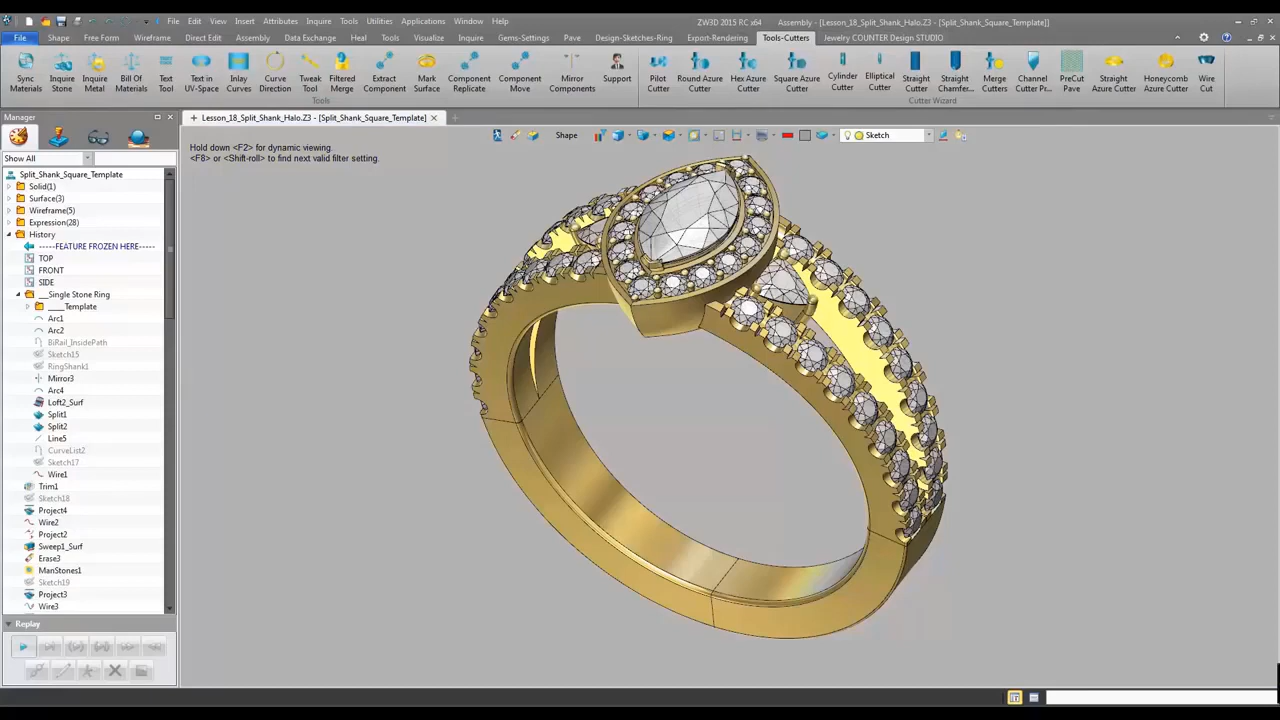 File Edit View Insert Attributes Inquire Tools Utilities Applications Window Help
ZW3D 2015 RC x64 Assembly - [Lesson_18_Split_Shank_Halo.Z3 - [Split_Shank_Square_Template]]
File Shape Free Form Wireframe Direct Edit Assembly Data Exchange Heal Tools Visualize Inquire Gems-Settings Pave Design-Sketches-Ring Export-Rendering Tools-Cutters Jewelry COUNTER Design STUDIO
Sync Materials
Inquire Stone
Inquire Metal
Bill Of Materials
Text Tool
Text in UV-Space
Inlay Curves
Curve Direction
Tweak Tool
Filtered Merge
Extract Component
Mark Surface
Component Replicate
Component Move
Mirror Components
Support
Pilot Cutter
Round Azure Cutter
Hex Azure Cutter
Square Azure Cutter
Cylinder Cutter
Elliptical Cutter
Straight Cutter
Straight Chamfer...
Merge Cutters
Channel Cutter Pr...
PreCut Pave
Straight Azure Cutter
Honeycomb Azure Cutter
Wire Cut
Tools
Cutter Wizard
Manager
Lesson_18_Split_Shank_Halo.Z3 - [Split_Shank_Square_Template]
Shape
Sketch
Hold down <F2> for dynamic viewing.
<F8> or <Shift-roll> to find next valid filter setting.
Show All
Split_Shank_Square_Template
Solid(1)
Surface(3)
Wireframe(5)
Expression(28)
History
-----FEATURE FROZEN HERE-----
TOP
FRONT
SIDE
__Single Stone Ring
____Template
Arc1
Arc2
BiRail_InsidePath
Sketch15
RingShank1
Mirror3
Arc4
Loft2_Surf
Split1
Split2
Line5
CurveList2
Sketch17
Wire1
Trim1
Sketch18
Project4
Wire2
Project2
Sweep1_Surf
Erase3
ManStones1
Sketch19
Project3
Wire3
Replay